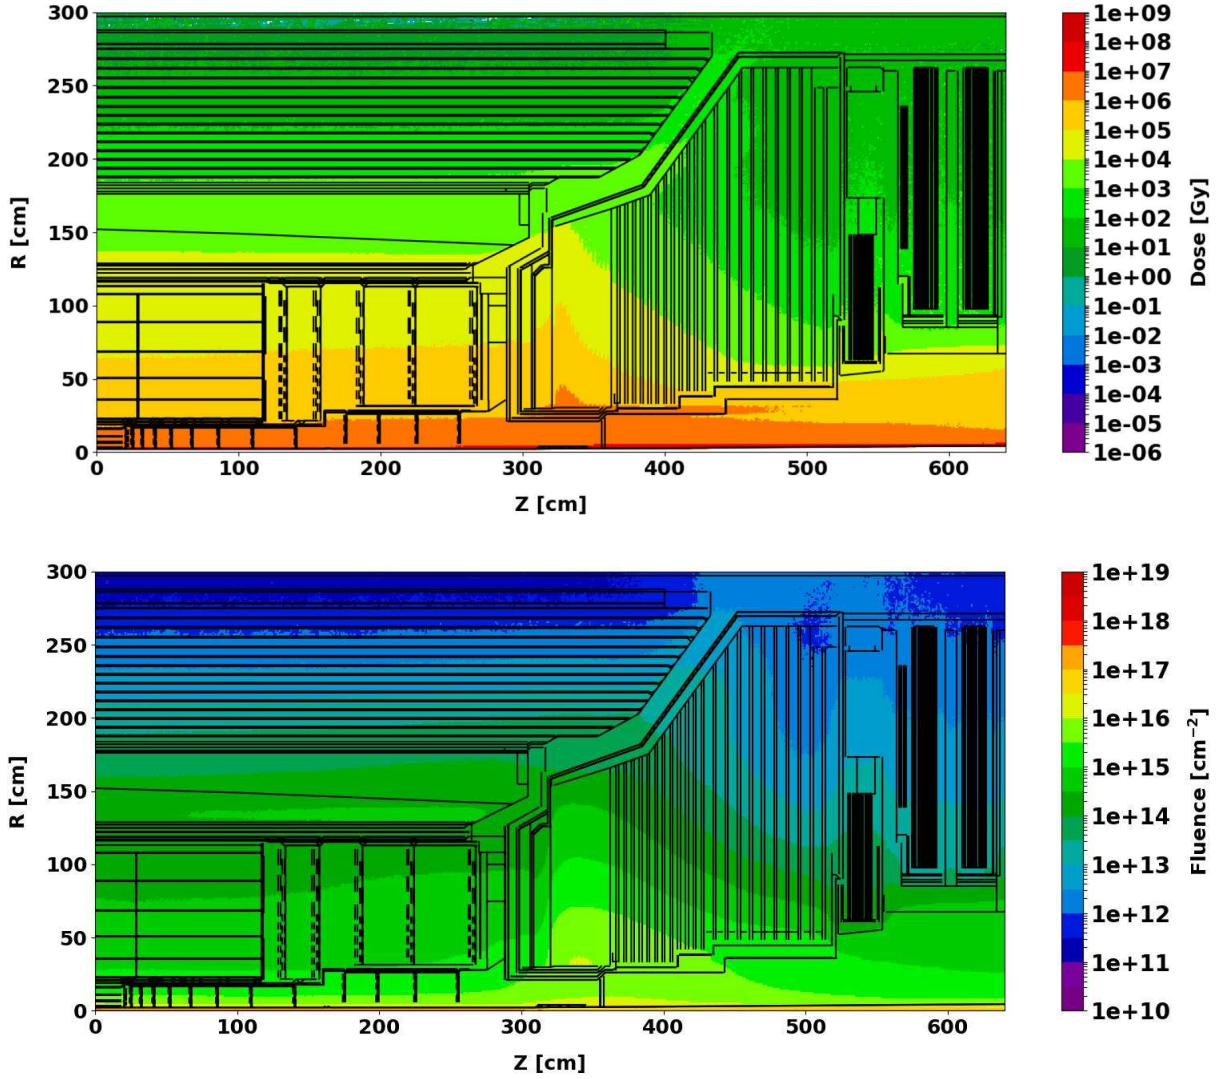 300
250
200
150
100
50
0
R [cm]
0 100 200 300 400 500 600
Z [cm]
1e+09
1e+08
1e+07
1e+06
1e+05
1e+04
1e+03
1e+02
1e+01
1e+00
1e-01
1e-02
1e-03
1e-04
1e-05
1e-06
Dose [Gy]
300
250
200
150
100
50
0
R [cm]
0 100 200 300 400 500 600
Z [cm]
1e+19
1e+18
1e+17
1e+16
1e+15
1e+14
1e+13
1e+12
1e+11
1e+10
Fluence [cm⁻²]